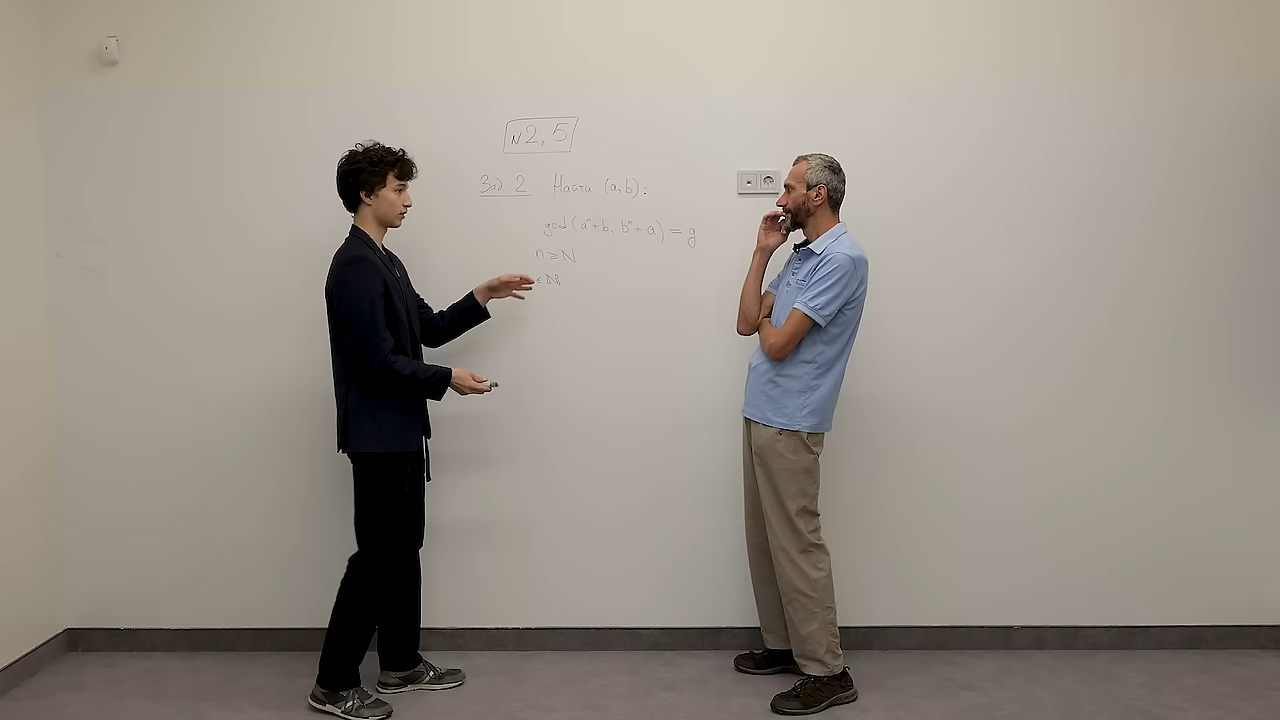 №2, 5
Зад 2 Найти (a,b):
gcd (aⁿ+b, bⁿ+a) = g
n ≥ N
∈ ℕ